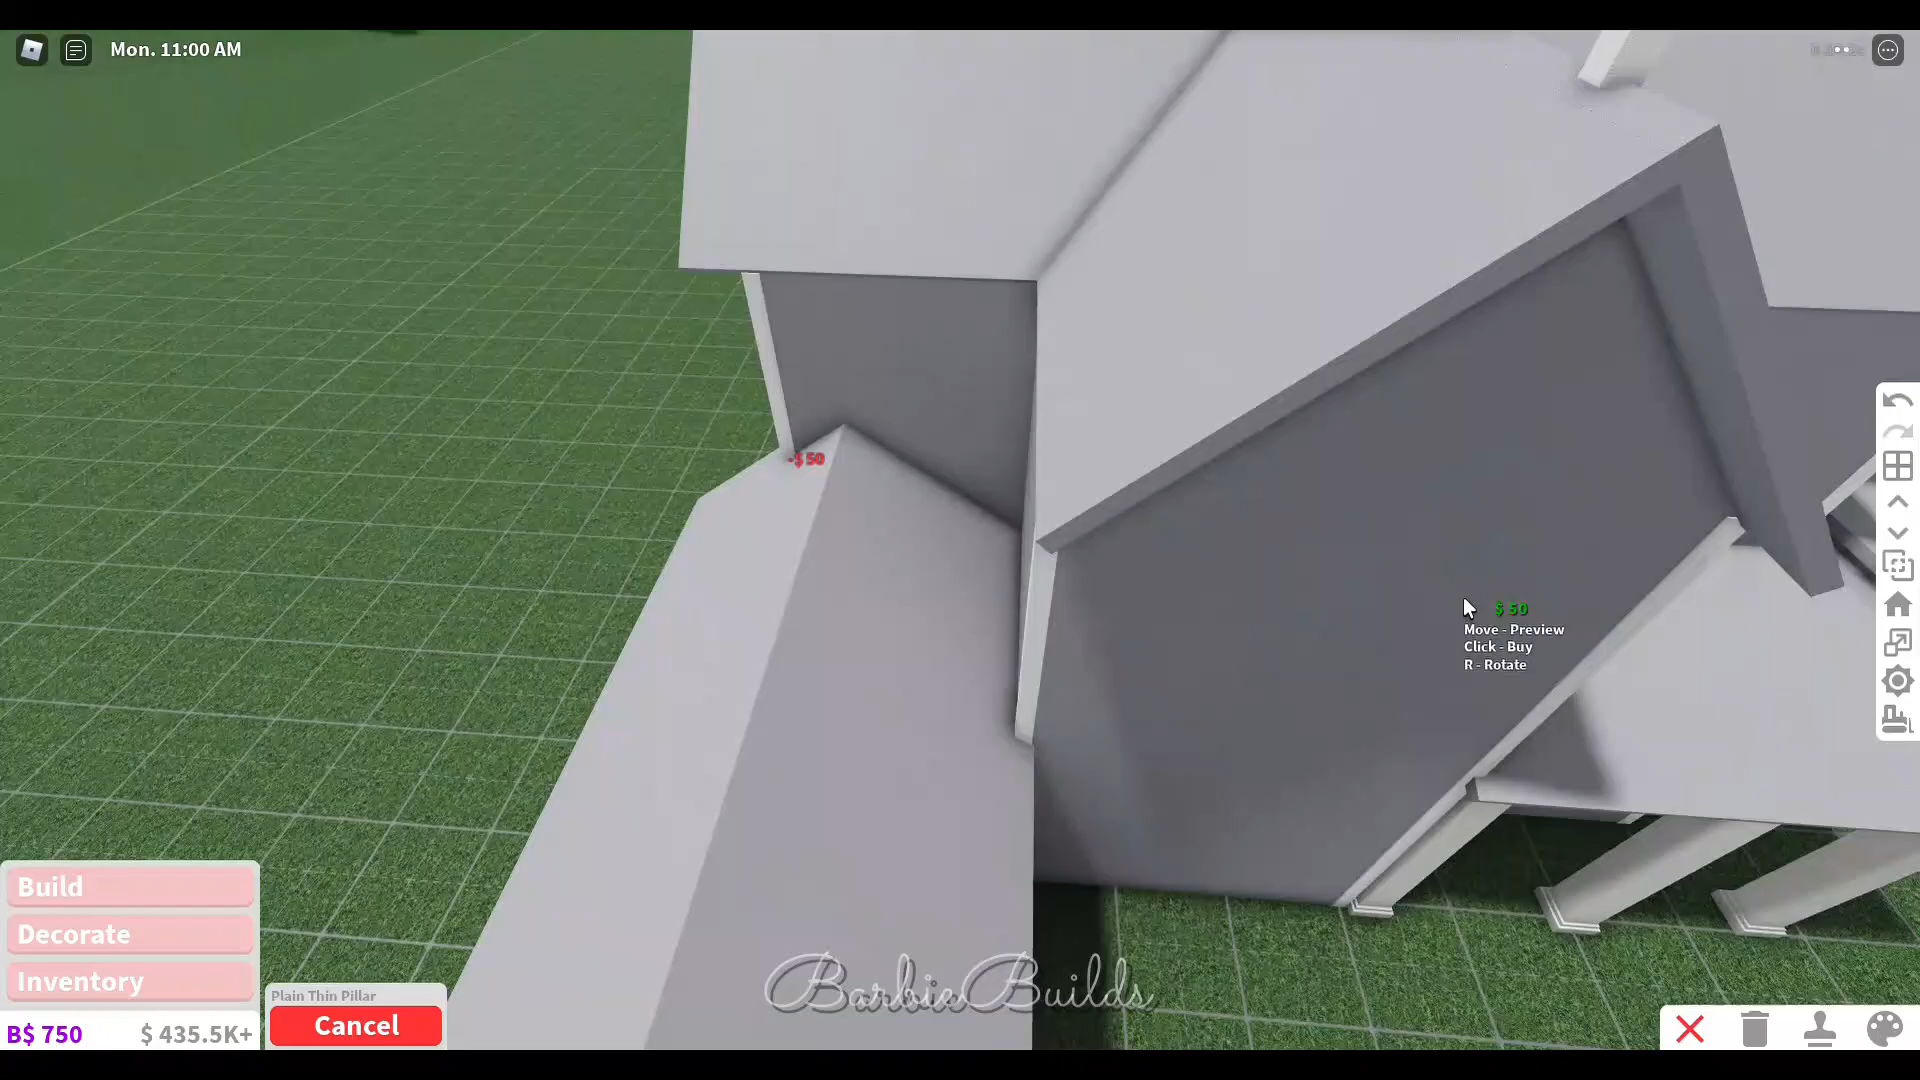 Mon. 11:00 AM
-$ 50
$ 50
Move - Preview
Click - Buy
R - Rotate
Build
Decorate
Inventory
Plain Thin Pillar
Cancel
B$ 750
$ 435.5K+
BarbieBuilds